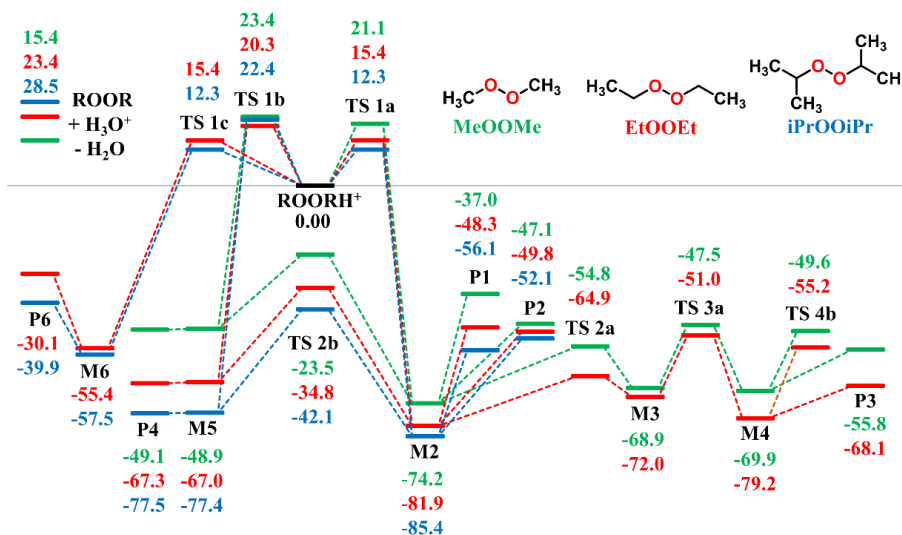 15.4
23.4
28.5
ROOR
+ H₃O⁺
- H₂O
15.4
12.3
TS 1c
23.4
20.3
22.4
TS 1b
21.1
15.4
12.3
TS 1a
H₃C O O CH₃
MeOOMe
O O CH₃
H₃C
EtOOEt
CH₃
H₃C O O CH
CH₃
iPrOOiPr
ROORH⁺
0.00
P6
-30.1
-39.9
M6
-55.4
-57.5
P4
-49.1
-67.3
-77.5
M5
-48.9
-67.0
-77.4
TS 2b
-23.5
-34.8
-42.1
M2
-74.2
-81.9
-85.4
-37.0
-48.3
-56.1
P1
-47.1
-49.8
-52.1
P2
-54.8
-64.9
TS 2a
M3
-68.9
-72.0
-47.5
-51.0
TS 3a
M4
-69.9
-79.2
-49.6
-55.2
TS 4b
P3
-55.8
-68.1